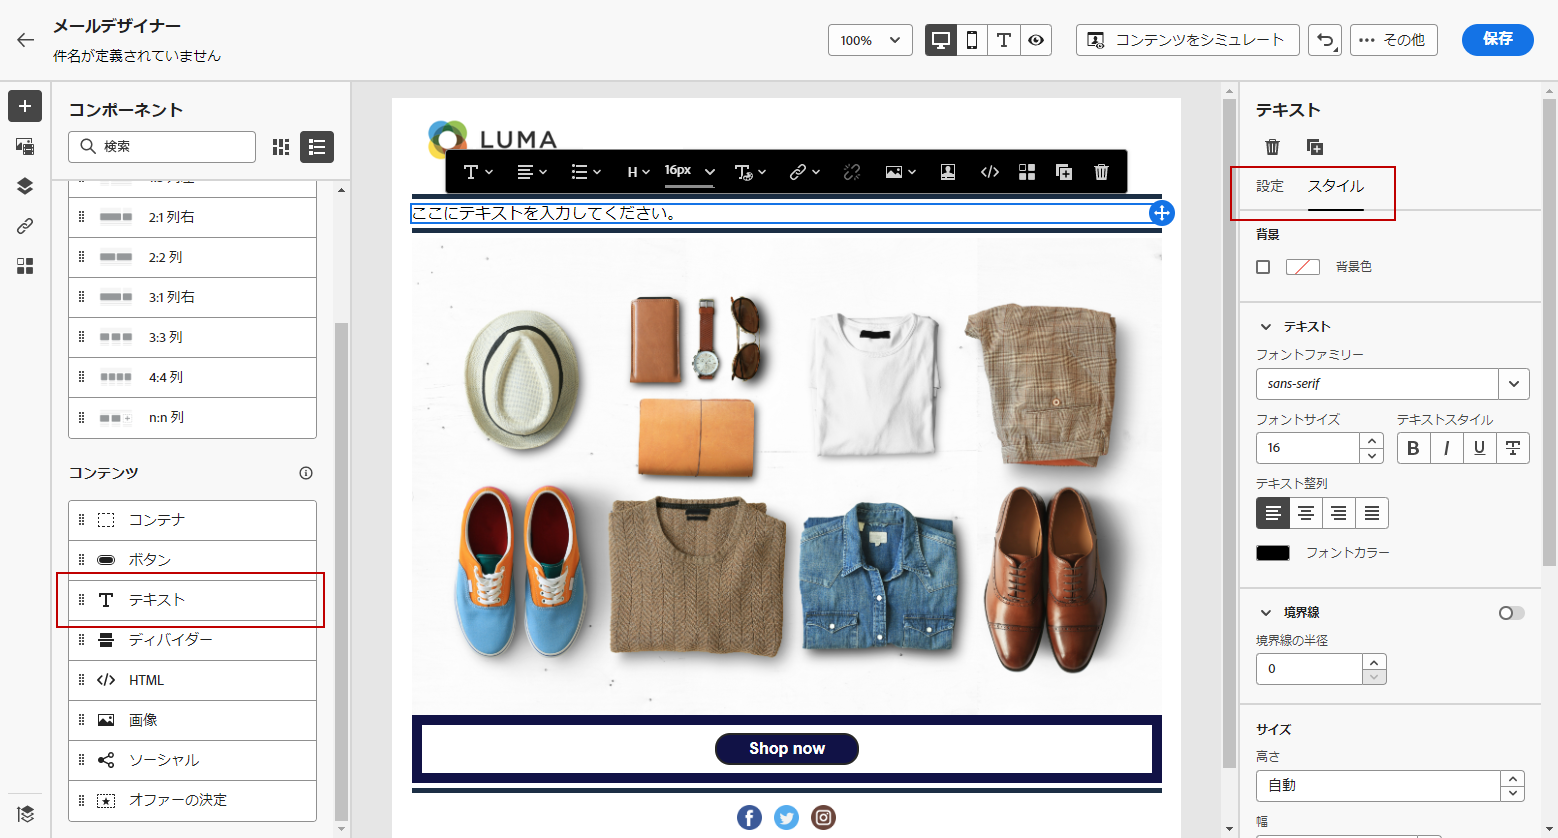 メールデザイナー
件名が定義されていません
100%
コンテンツをシミュレート
その他
保存
コンポーネント
検索
2:1 列右
2:2 列
3:1 列右
3:3 列
4:4 列
n:n 列
コンテンツ
コンテナ
ボタン
テキスト
ディバイダー
HTML
画像
ソーシャル
オファーの決定
LUMA
H
16px
ここにテキストを入力してください。
Shop now
テキスト
設定
スタイル
背景
背景色
テキスト
フォントファミリー
sans-serif
フォントサイズ
テキストスタイル
16
B I U T
テキスト整列
フォントカラー
境界線
境界線の半径
0
サイズ
高さ
自動
幅